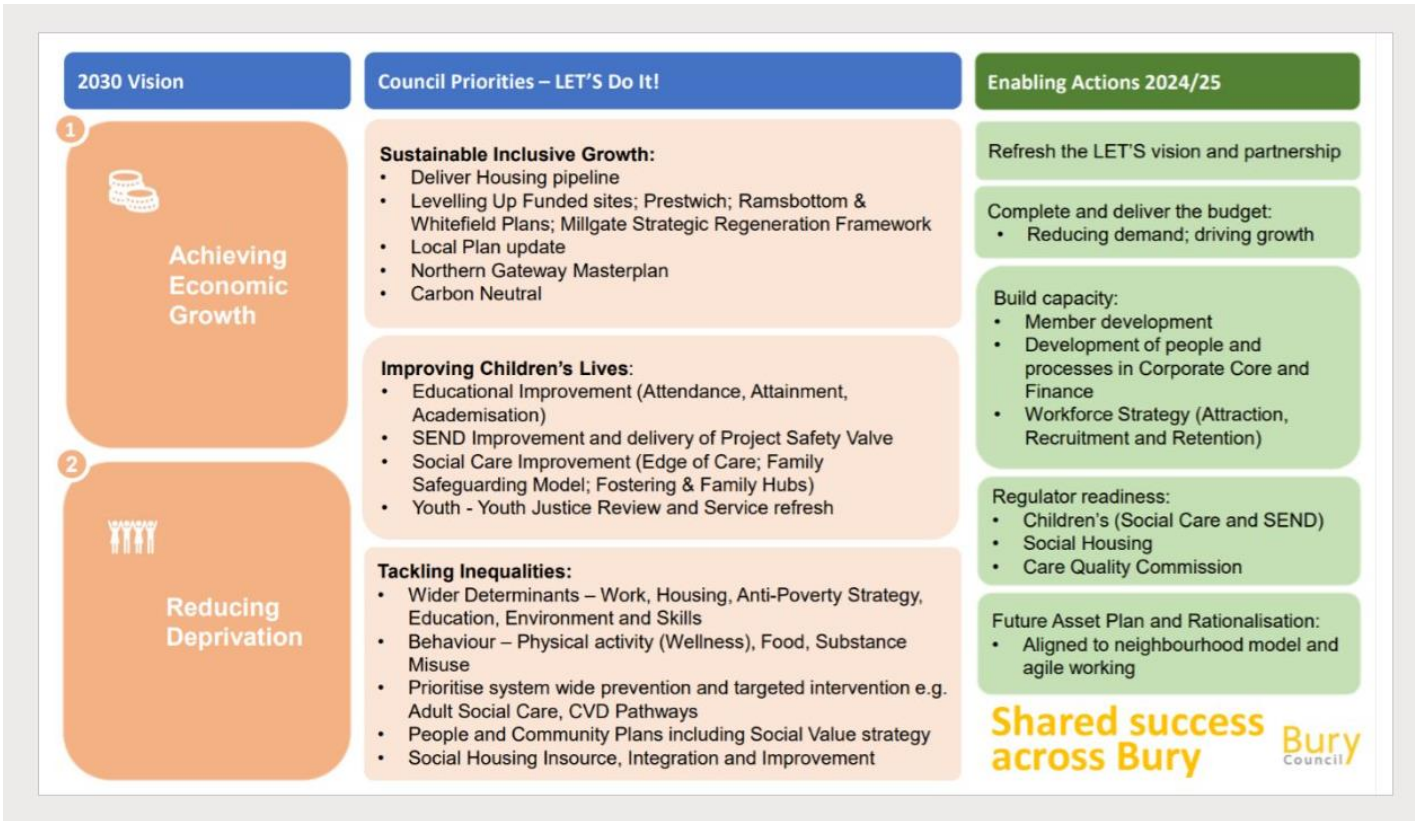 2030 Vision
1
Achieving
Economic
Growth
2
Reducing
Deprivation
Council Priorities – LET'S Do It!
Sustainable Inclusive Growth:
• Deliver Housing pipeline
• Levelling Up Funded sites; Prestwich; Ramsbottom &
Whitefield Plans; Millgate Strategic Regeneration Framework
• Local Plan update
• Northern Gateway Masterplan
• Carbon Neutral
Improving Children's Lives:
• Educational Improvement (Attendance, Attainment,
Academisation)
• SEND Improvement and delivery of Project Safety Valve
• Social Care Improvement (Edge of Care; Family
Safeguarding Model; Fostering & Family Hubs)
• Youth - Youth Justice Review and Service refresh
Tackling Inequalities:
• Wider Determinants – Work, Housing, Anti-Poverty Strategy,
Education, Environment and Skills
• Behaviour – Physical activity (Wellness), Food, Substance
Misuse
• Prioritise system wide prevention and targeted intervention e.g.
Adult Social Care, CVD Pathways
• People and Community Plans including Social Value strategy
• Social Housing Insource, Integration and Improvement
Enabling Actions 2024/25
Refresh the LET'S vision and partnership
Complete and deliver the budget:
• Reducing demand; driving growth
Build capacity:
• Member development
• Development of people and
processes in Corporate Core and
Finance
• Workforce Strategy (Attraction,
Recruitment and Retention)
Regulator readiness:
• Children's (Social Care and SEND)
• Social Housing
• Care Quality Commission
Future Asset Plan and Rationalisation:
• Aligned to neighbourhood model and
agile working
Shared success
across Bury
Bury
Council